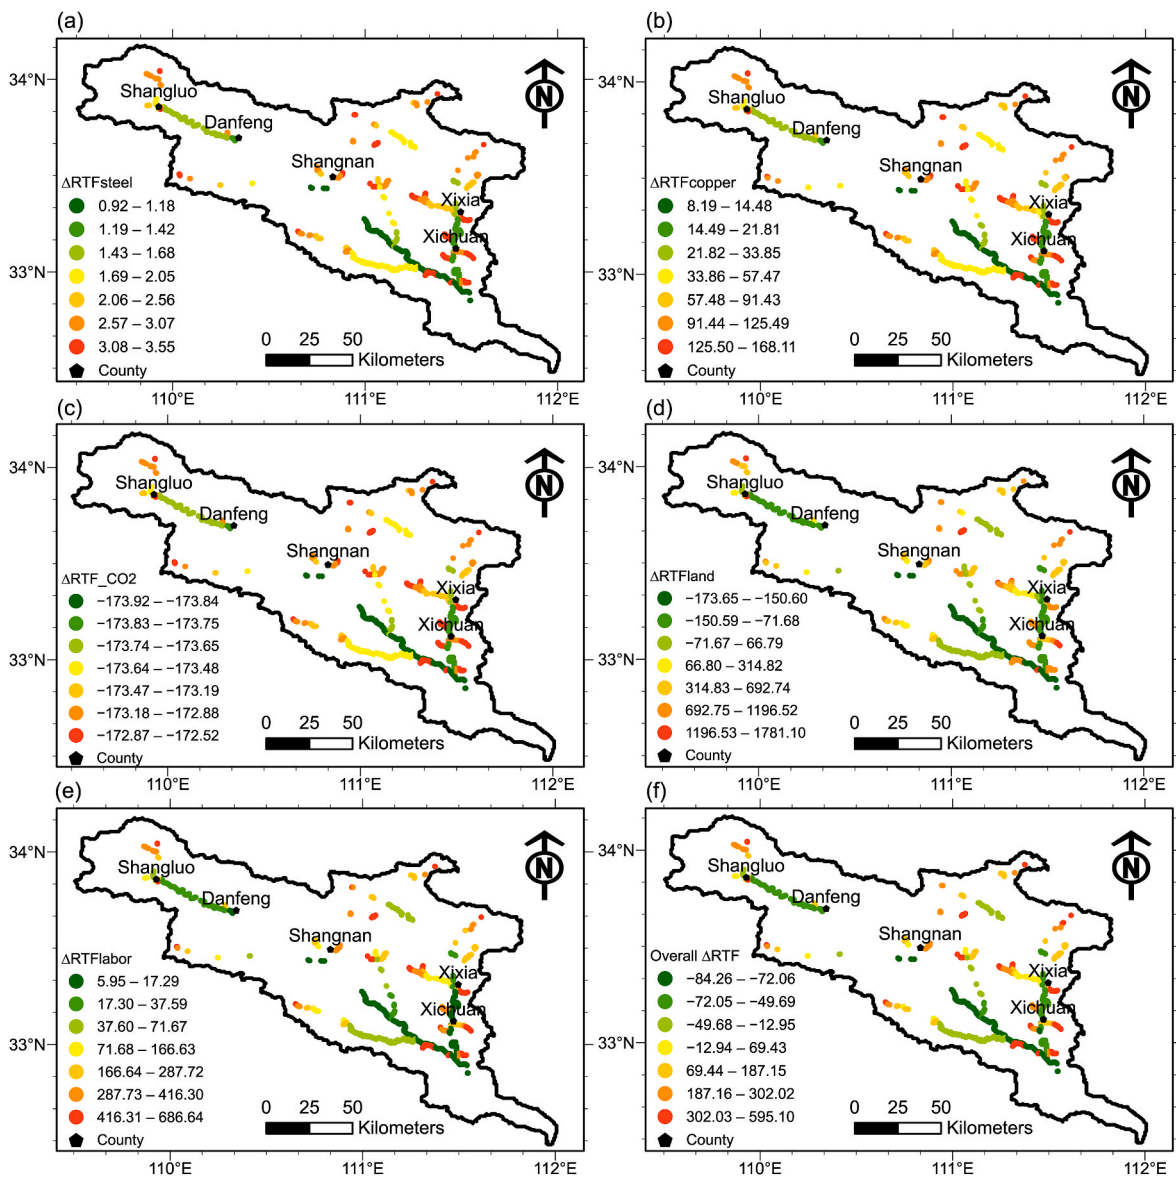 (a)
34°N
33°N
Shangluo
Danfeng
Shangnan
Xixia
Xichuan
N
ΔRTFsteel
0.92 – 1.18
1.19 – 1.42
1.43 – 1.68
1.69 – 2.05
2.06 – 2.56
2.57 – 3.07
3.08 – 3.55
County
0 25 50
Kilometers
110°E 111°E 112°E
(b)
34°N
33°N
Shangluo
Danfeng
Shangnan
Xixia
Xichuan
N
ΔRTFcopper
8.19 – 14.48
14.49 – 21.81
21.82 – 33.85
33.86 – 57.47
57.48 – 91.43
91.44 – 125.49
125.50 – 168.11
County
0 25 50
Kilometers
110°E 111°E 112°E
(c)
34°N
33°N
Shangluo
Danfeng
Shangnan
Xixia
Xichuan
N
ΔRTF_CO2
−173.92 – −173.84
−173.83 – −173.75
−173.74 – −173.65
−173.64 – −173.48
−173.47 – −173.19
−173.18 – −172.88
−172.87 – −172.52
County
0 25 50
Kilometers
110°E 111°E 112°E
(d)
34°N
33°N
Shangluo
Danfeng
Shangnan
Xixia
Xichuan
N
ΔRTFland
−173.65 – −150.60
−150.59 – −71.68
−71.67 – 66.79
66.80 – 314.82
314.83 – 692.74
692.75 – 1196.52
1196.53 – 1781.10
County
0 25 50
Kilometers
110°E 111°E 112°E
(e)
34°N
33°N
Shangluo
Danfeng
Shangnan
Xixia
Xichuan
N
ΔRTFlabor
5.95 – 17.29
17.30 – 37.59
37.60 – 71.67
71.68 – 166.63
166.64 – 287.72
287.73 – 416.30
416.31 – 686.64
County
0 25 50
Kilometers
110°E 111°E 112°E
(f)
34°N
33°N
Shangluo
Danfeng
Shangnan
Xixia
Xichuan
N
Overall ΔRTF
−84.26 – −72.06
−72.05 – −49.69
−49.68 – −12.95
−12.94 – 69.43
69.44 – 187.15
187.16 – 302.02
302.03 – 595.10
County
0 25 50
Kilometers
110°E 111°E 112°E